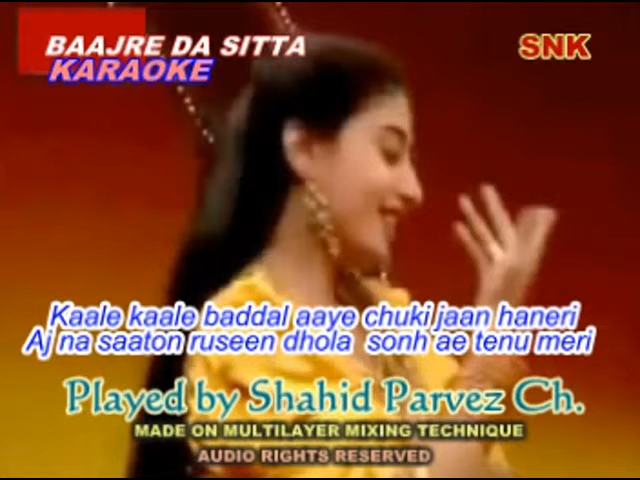 BAAJRE DA SITTA
KARAOKE
SNK
Kaale kaale baddal aaye chuki jaan haneri
Aj na saaton ruseen dhola sonh ae tenu meri
Played by Shahid Parvez Ch.
MADE ON MULTILAYER MIXING TECHNIQUE
AUDIO RIGHTS RESERVED